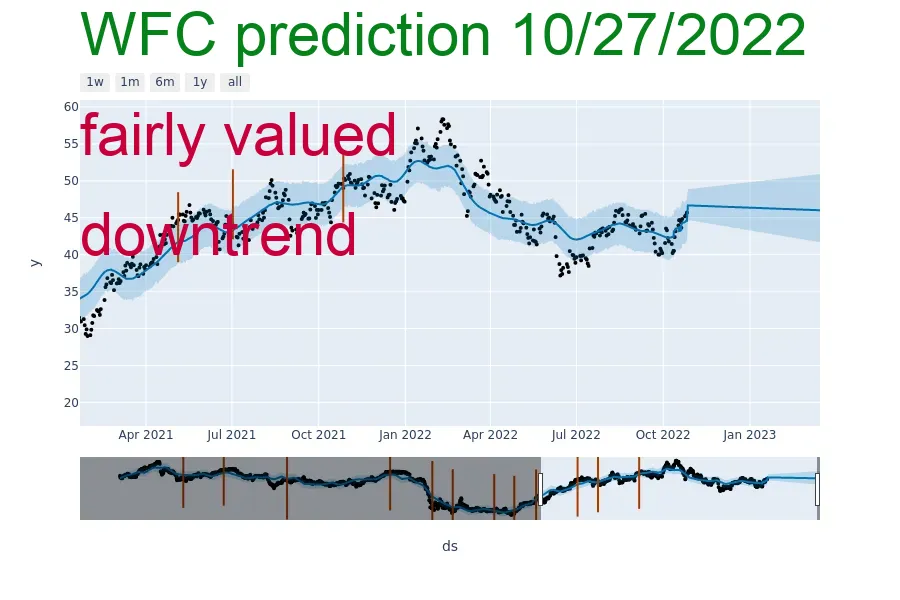 WFC prediction 10/27/2022
1w 1m 6m 1y all
60
fairly valued
55
50
45
downtrend
40
y
35
30
25
20
Apr 2021 Jul 2021 Oct 2021 Jan 2022 Apr 2022 Jul 2022 Oct 2022 Jan 2023
ds